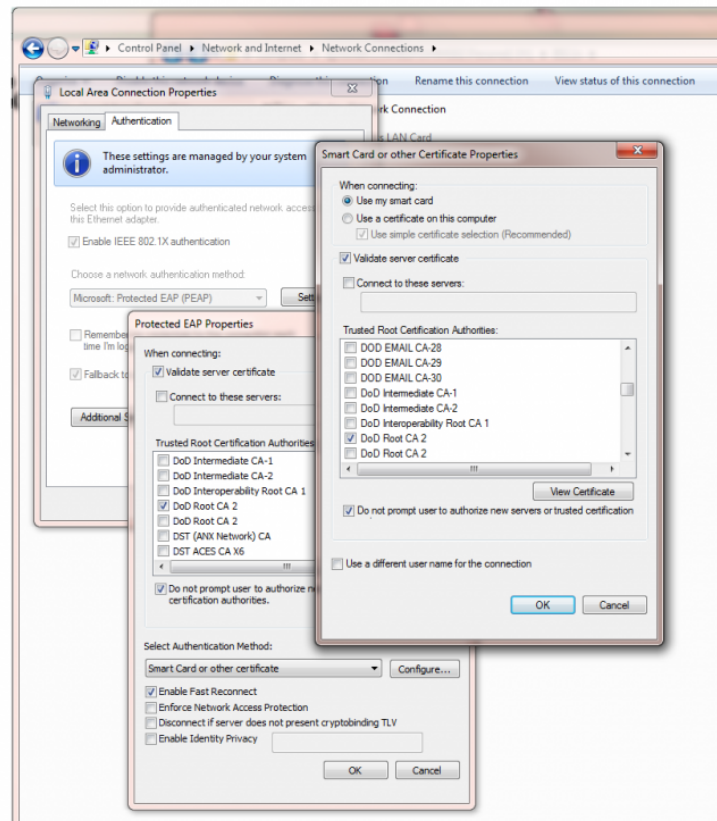 Control Panel ▸ Network and Internet ▸ Network Connections ▸
Rename this connection View status of this connection
Local Area Connection Properties
Connection
LAN Card
Networking Authentication
These settings are managed by your system
administrator.
Select this option to provide authenticated network access
this Ethernet adapter.
Enable IEEE 802.1X authentication
Choose a network authentication method:
Microsoft: Protected EAP (PEAP)
Remember
time I'm
Fallback
Additional
Protected EAP Properties
When connecting:
Validate server certificate
Connect to these servers:
Trusted Root Certification Authorities
DoD Intermediate CA-1
DoD Intermediate CA-2
DoD Interoperability Root CA 1
DoD Root CA 2
DoD Root CA 2
DST (ANX Network) CA
DST ACES CA X6
Do not prompt user to authorize
certification authorities.
Select Authentication Method:
Smart Card or other certificate Configure...
Enable Fast Reconnect
Enforce Network Access Protection
Disconnect if server does not present cryptobinding TLV
Enable Identity Privacy
OK Cancel
Smart Card or other Certificate Properties
When connecting:
Use my smart card
Use a certificate on this computer
Use simple certificate selection (Recommended)
Validate server certificate
Connect to these servers:
Trusted Root Certification Authorities:
DOD EMAIL CA-28
DOD EMAIL CA-29
DOD EMAIL CA-30
DoD Intermediate CA-1
DoD Intermediate CA-2
DoD Interoperability Root CA 1
DoD Root CA 2
DoD Root CA 2
View Certificate
Do not prompt user to authorize new servers or trusted certification
Use a different user name for the connection
OK Cancel